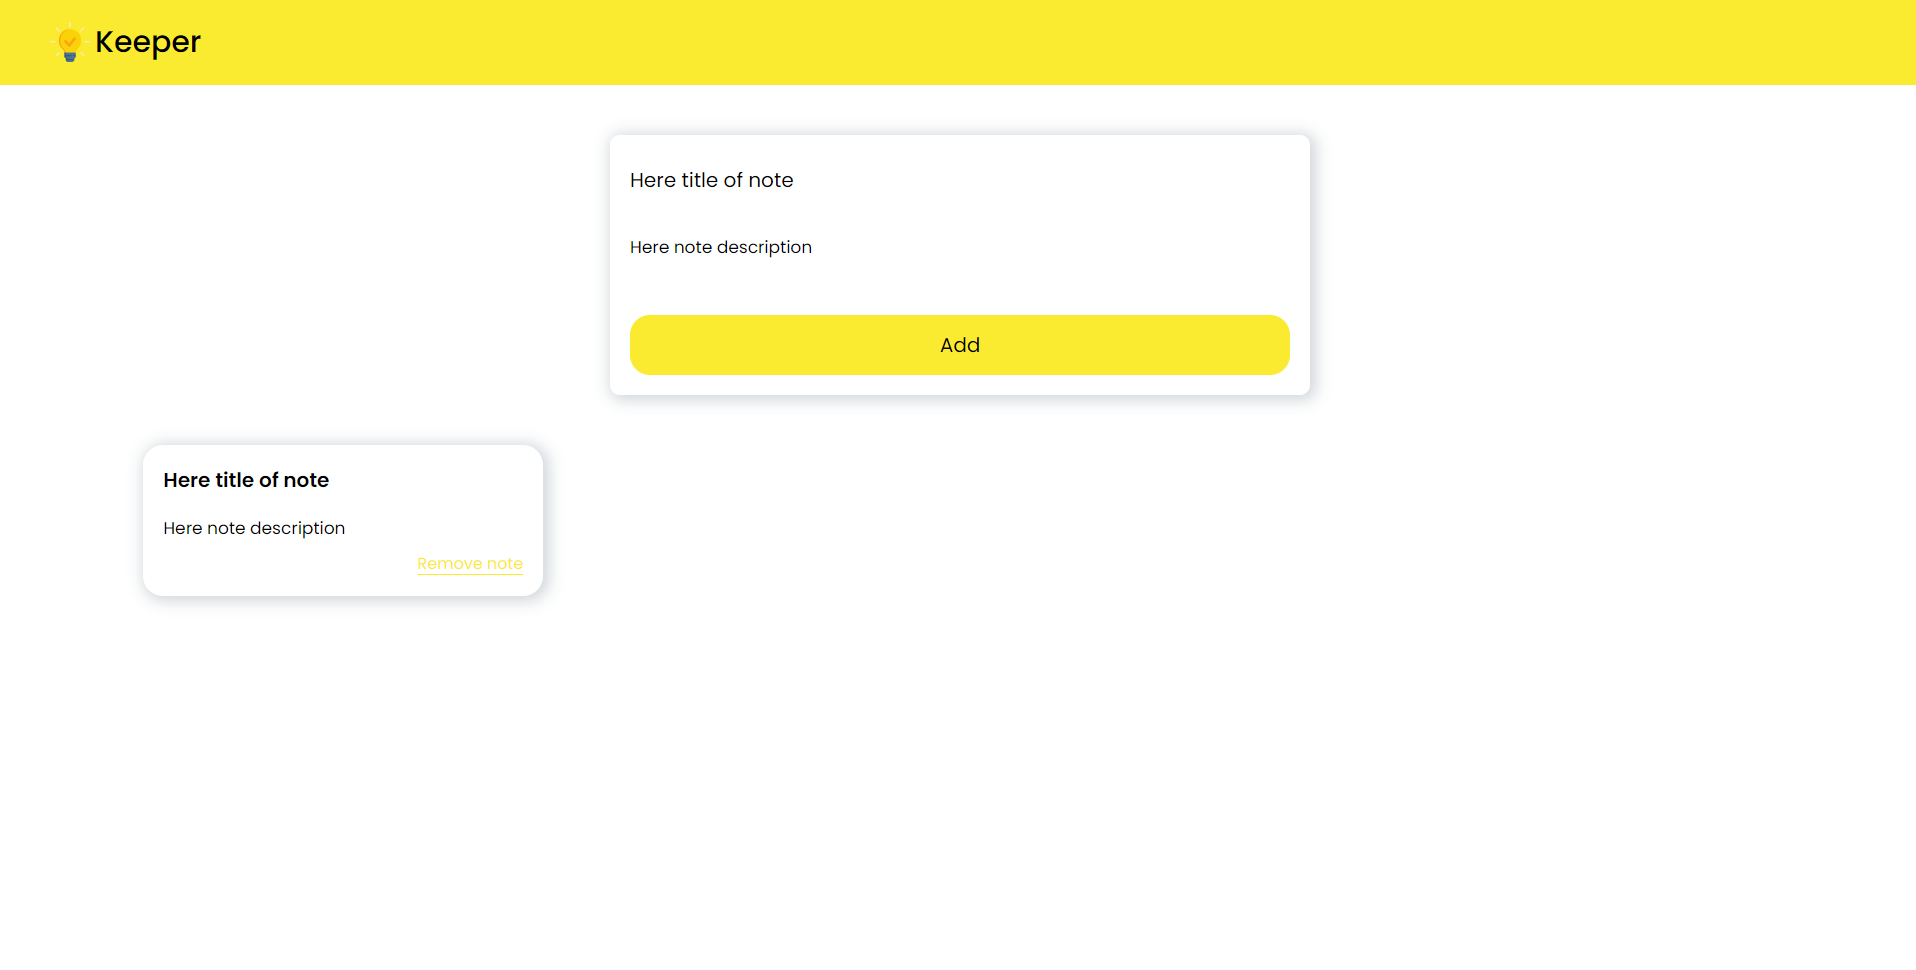 Keeper
Here title of note
Here note description
Add
Here title of note
Here note description
Remove note